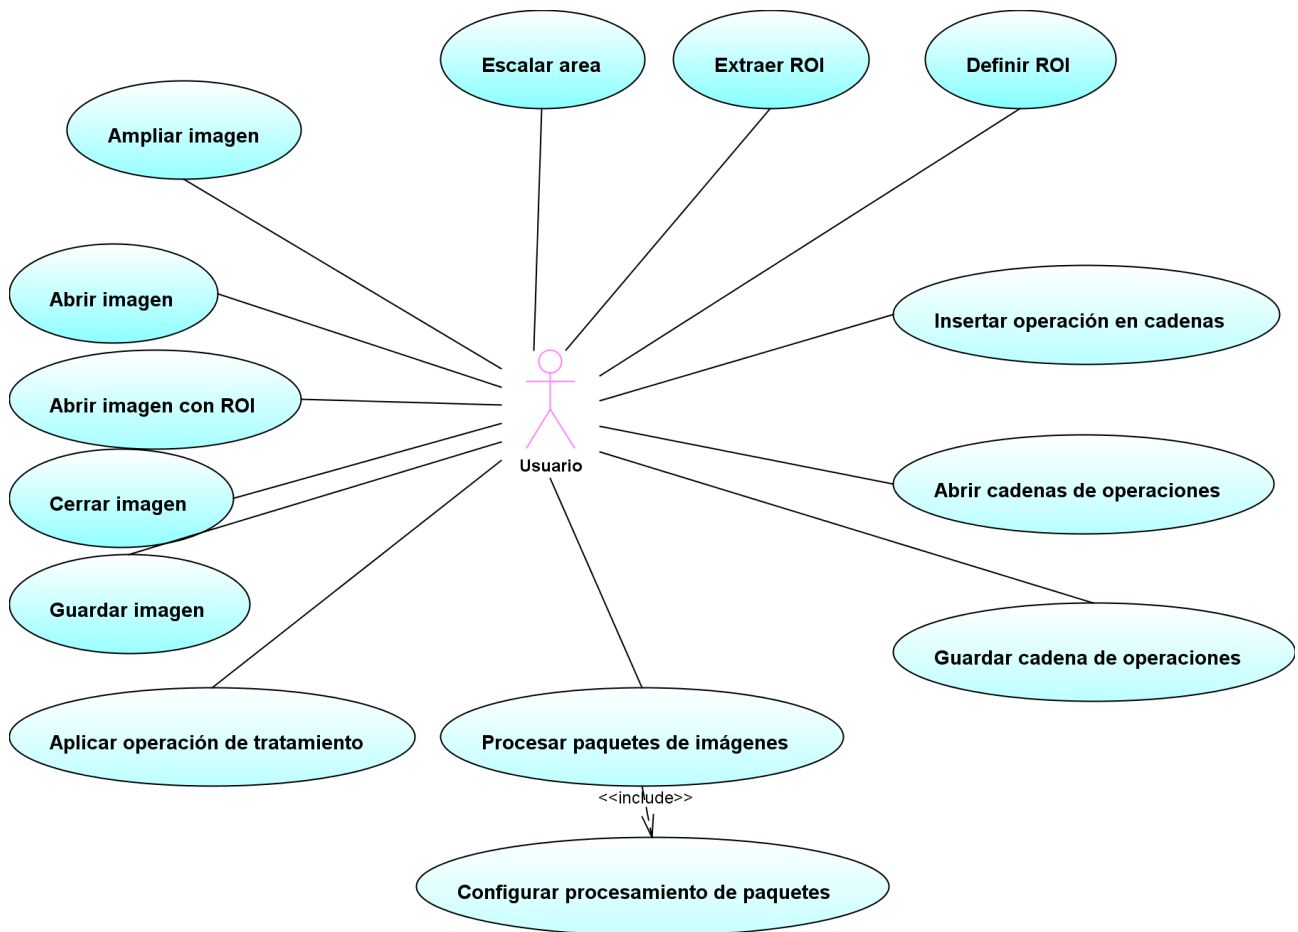 Escalar area
Extraer ROI
Definir ROI
Ampliar imagen
Abrir imagen
Insertar operación en cadenas
Abrir imagen con ROI
Usuario
Abrir cadenas de operaciones
Cerrar imagen
Guardar imagen
Guardar cadena de operaciones
Aplicar operación de tratamiento
Procesar paquetes de imágenes
<<include>>
Configurar procesamiento de paquetes